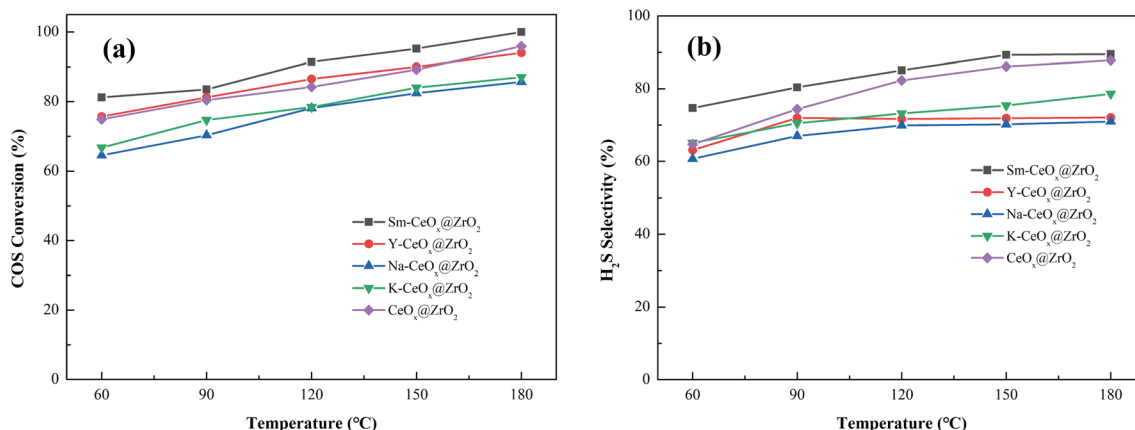 (a)
COS Conversion (%)
100
80
60
40
20
0
Sm-CeOₓ@ZrO₂
Y-CeOₓ@ZrO₂
Na-CeOₓ@ZrO₂
K-CeOₓ@ZrO₂
CeOₓ@ZrO₂
60 90 120 150 180
Temperature (°C)
(b)
H₂S Selectivity (%)
100
80
60
40
20
0
Sm-CeOₓ@ZrO₂
Y-CeOₓ@ZrO₂
Na-CeOₓ@ZrO₂
K-CeOₓ@ZrO₂
CeOₓ@ZrO₂
60 90 120 150 180
Temperature (°C)